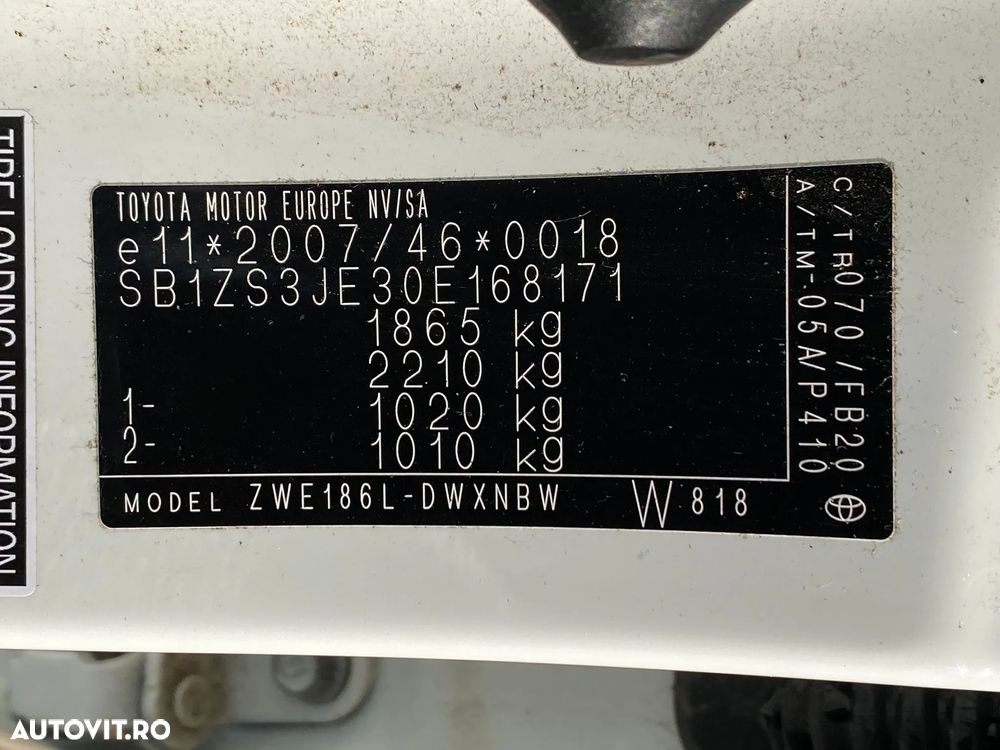 TIRE LOADING INFORMATION
TOYOTA MOTOR EUROPE NV/SA
e11*2007/46*0018
SB1ZS3JE30E168171
1865 kg
2210 kg
1- 1020 kg
2- 1010 kg
MODEL ZWE186L-DWXNBW W 818
C/TR070/FB20
A/TM-05A/P410
AUTOVIT.RO